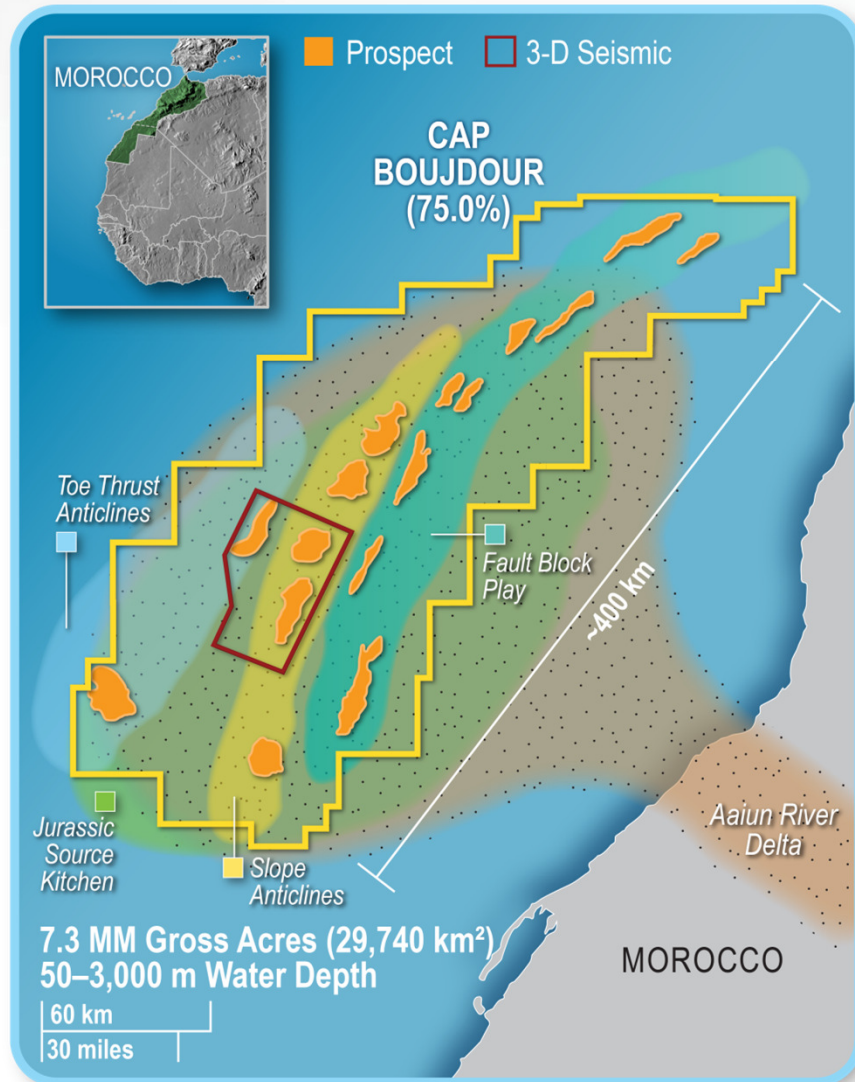 MOROCCO
Prospect
3-D Seismic
CAP
BOUJDOUR
(75.0%)
Toe Thrust
Anticlines
Fault Block
Play
~400 km
Aaiun River
Delta
Jurassic
Source
Kitchen
Slope
Anticlines
7.3 MM Gross Acres (29,740 km²)
50–3,000 m Water Depth
60 km
30 miles
MOROCCO